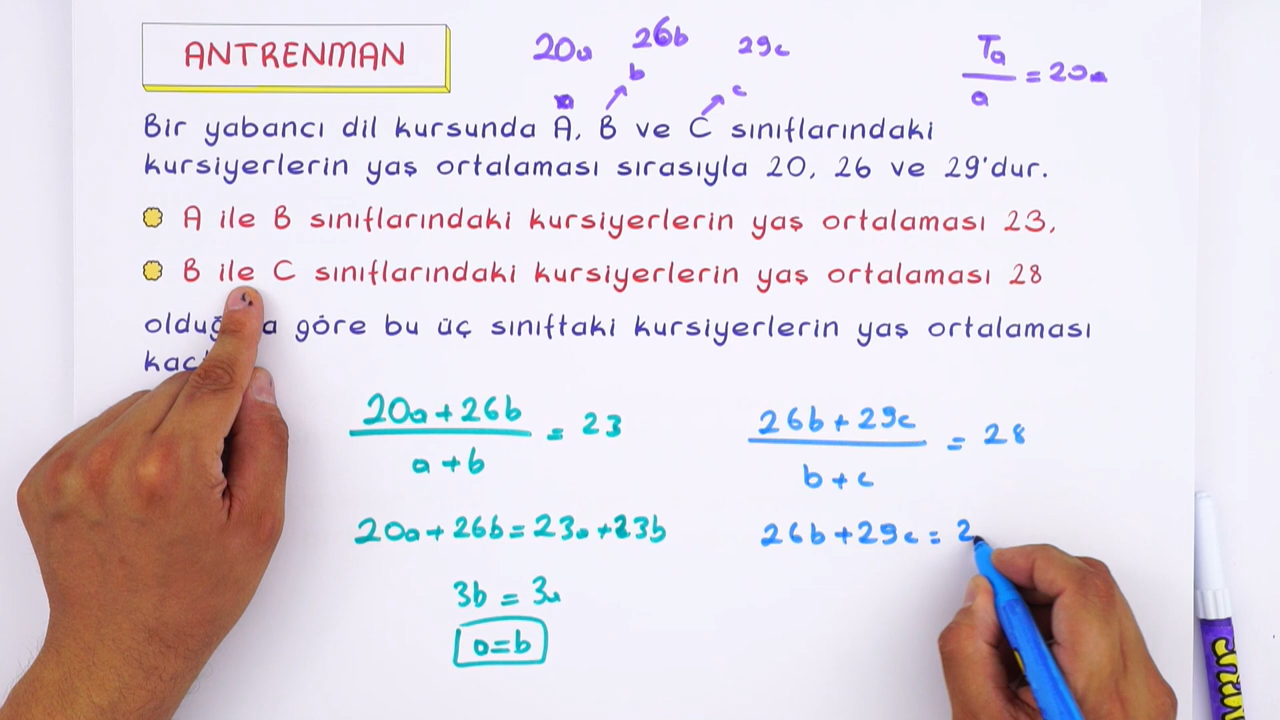 ANTRENMAN
20a 26b 29c
b c
Ta
a
= 20
Bir yabancı dil kursunda A, B ve C sınıflarındaki
kursiyerlerin yaş ortalaması sırasıyla 20, 26 ve 29'dur.
A ile B sınıflarındaki kursiyerlerin yaş ortalaması 23,
B ile C sınıflarındaki kursiyerlerin yaş ortalaması 28
göre bu üç sınıftaki kursiyerlerin yaş ortalaması
20a + 26b
a + b
= 23
20a + 26b = 23a + 23b
3b = 3a
a = b
26b + 29c
b + c
= 28
26b + 29c = 2